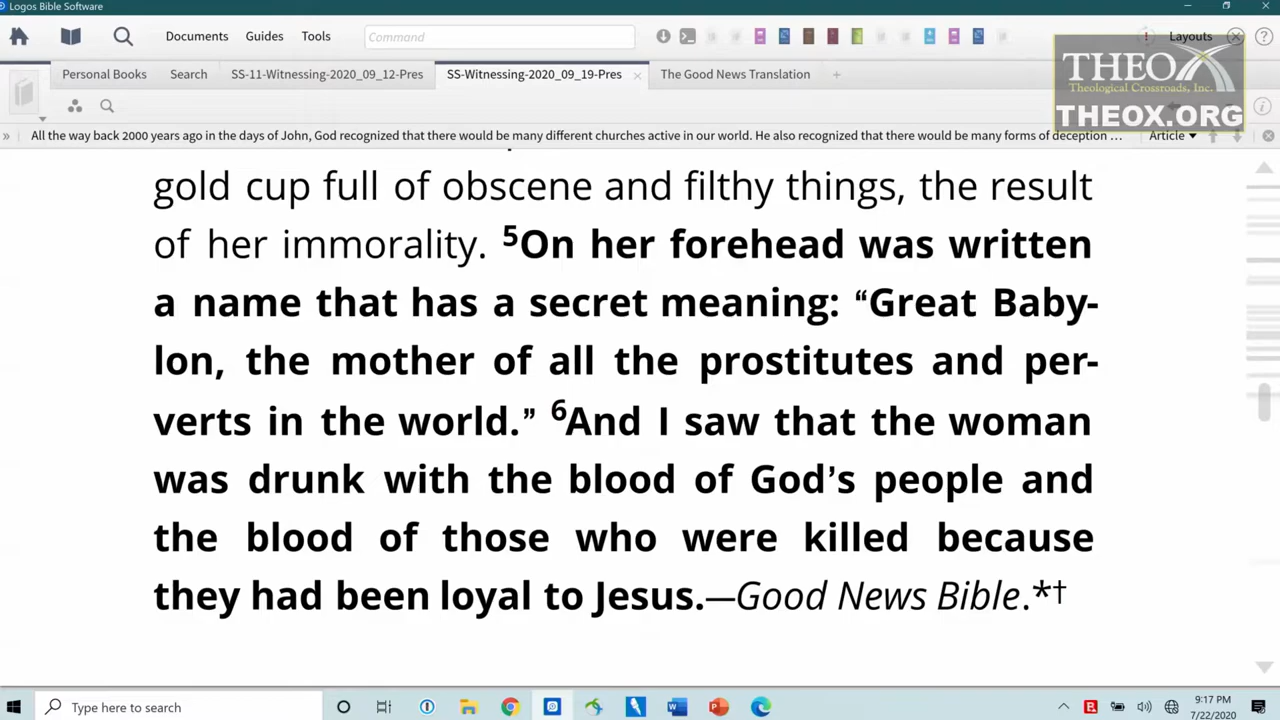 Logos Bible Software
Documents Guides Tools Command Layouts
Personal Books Search SS-11-Witnessing-2020_09_12-Pres SS-Witnessing-2020_09_19-Pres The Good News Translation
THEOX
Theological Crossroads, Inc.
THEOX.ORG
All the way back 2000 years ago in the days of John, God recognized that there would be many different churches active in our world. He also recognized that there would be many forms of deception ... Article
gold cup full of obscene and filthy things, the result
of her immorality. ⁵On her forehead was written
a name that has a secret meaning: “Great Baby-
lon, the mother of all the prostitutes and per-
verts in the world.” ⁶And I saw that the woman
was drunk with the blood of God’s people and
the blood of those who were killed because
they had been loyal to Jesus.—Good News Bible.*†
Type here to search
9:17 PM
7/22/2020